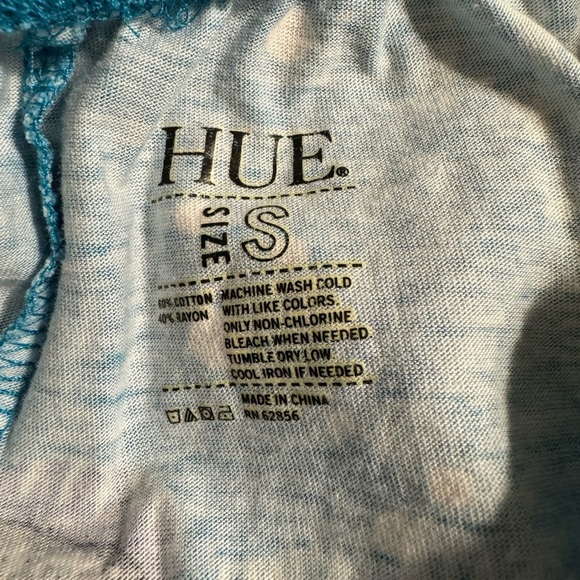 HUE®
SIZE S
60% COTTON
40% RAYON
MACHINE WASH COLD
WITH LIKE COLORS.
ONLY NON-CHLORINE
BLEACH WHEN NEEDED.
TUMBLE DRY LOW.
COOL IRON IF NEEDED.
MADE IN CHINA
RN 62856